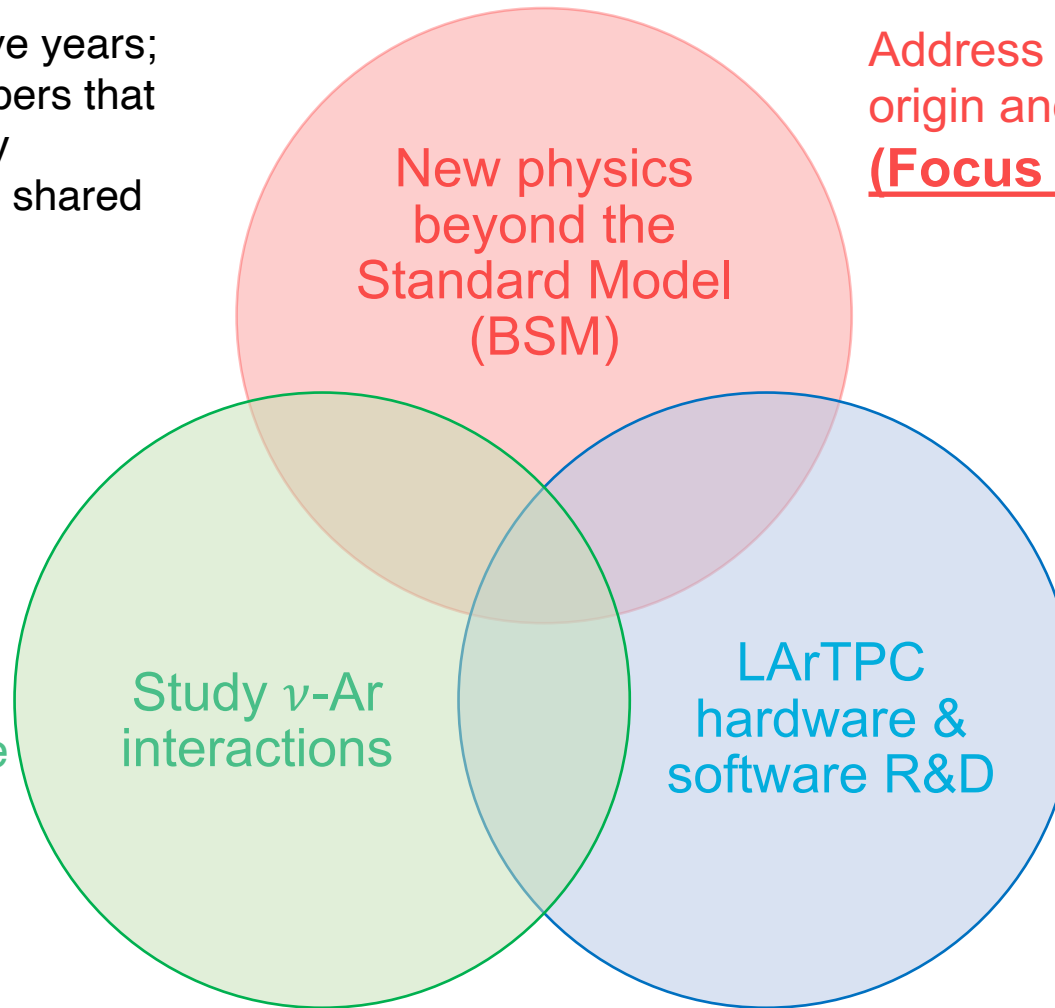 ve years;
bers that
y
shared
Address
origin and
(Focus
New physics
beyond the
Standard Model
(BSM)
Study ν-Ar
interactions
e
LArTPC
hardware &
software R&D